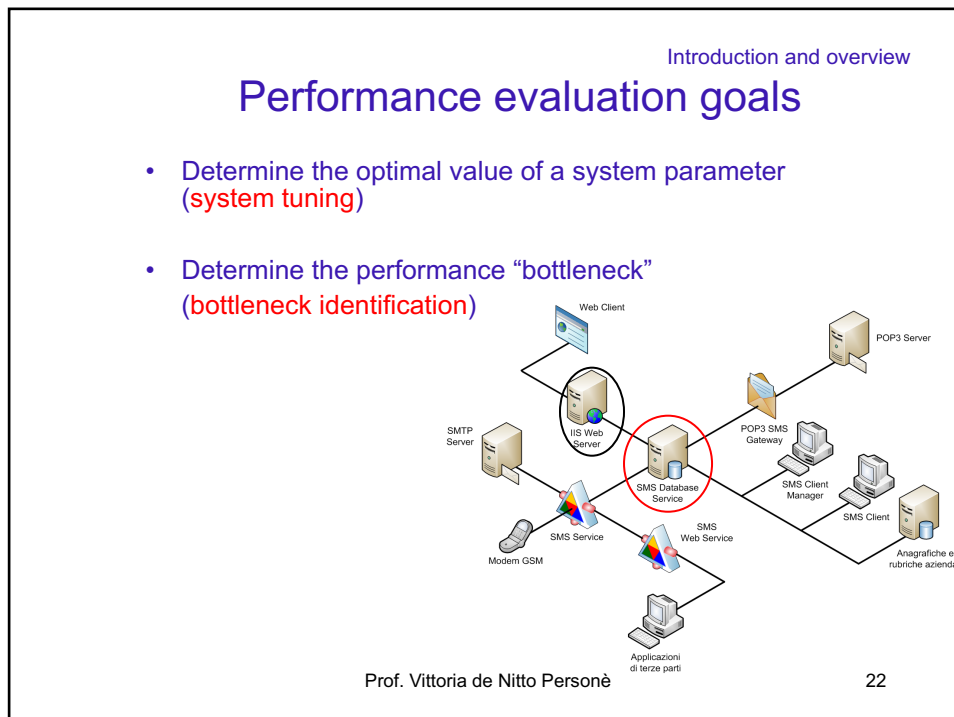 Introduction and overview
Performance evaluation goals
• Determine the optimal value of a system parameter
(system tuning)
• Determine the performance “bottleneck”
(bottleneck identification)
Web Client
POP3 Server
IIS Web
Server
SMTP
Server
POP3 SMS
Gateway
SMS Database
Service
SMS Client
Manager
SMS Client
SMS Service
SMS
Web Service
Modem GSM
Anagrafiche e
rubriche azienda
Applicazioni
di terze parti
Prof. Vittoria de Nitto Personè
22